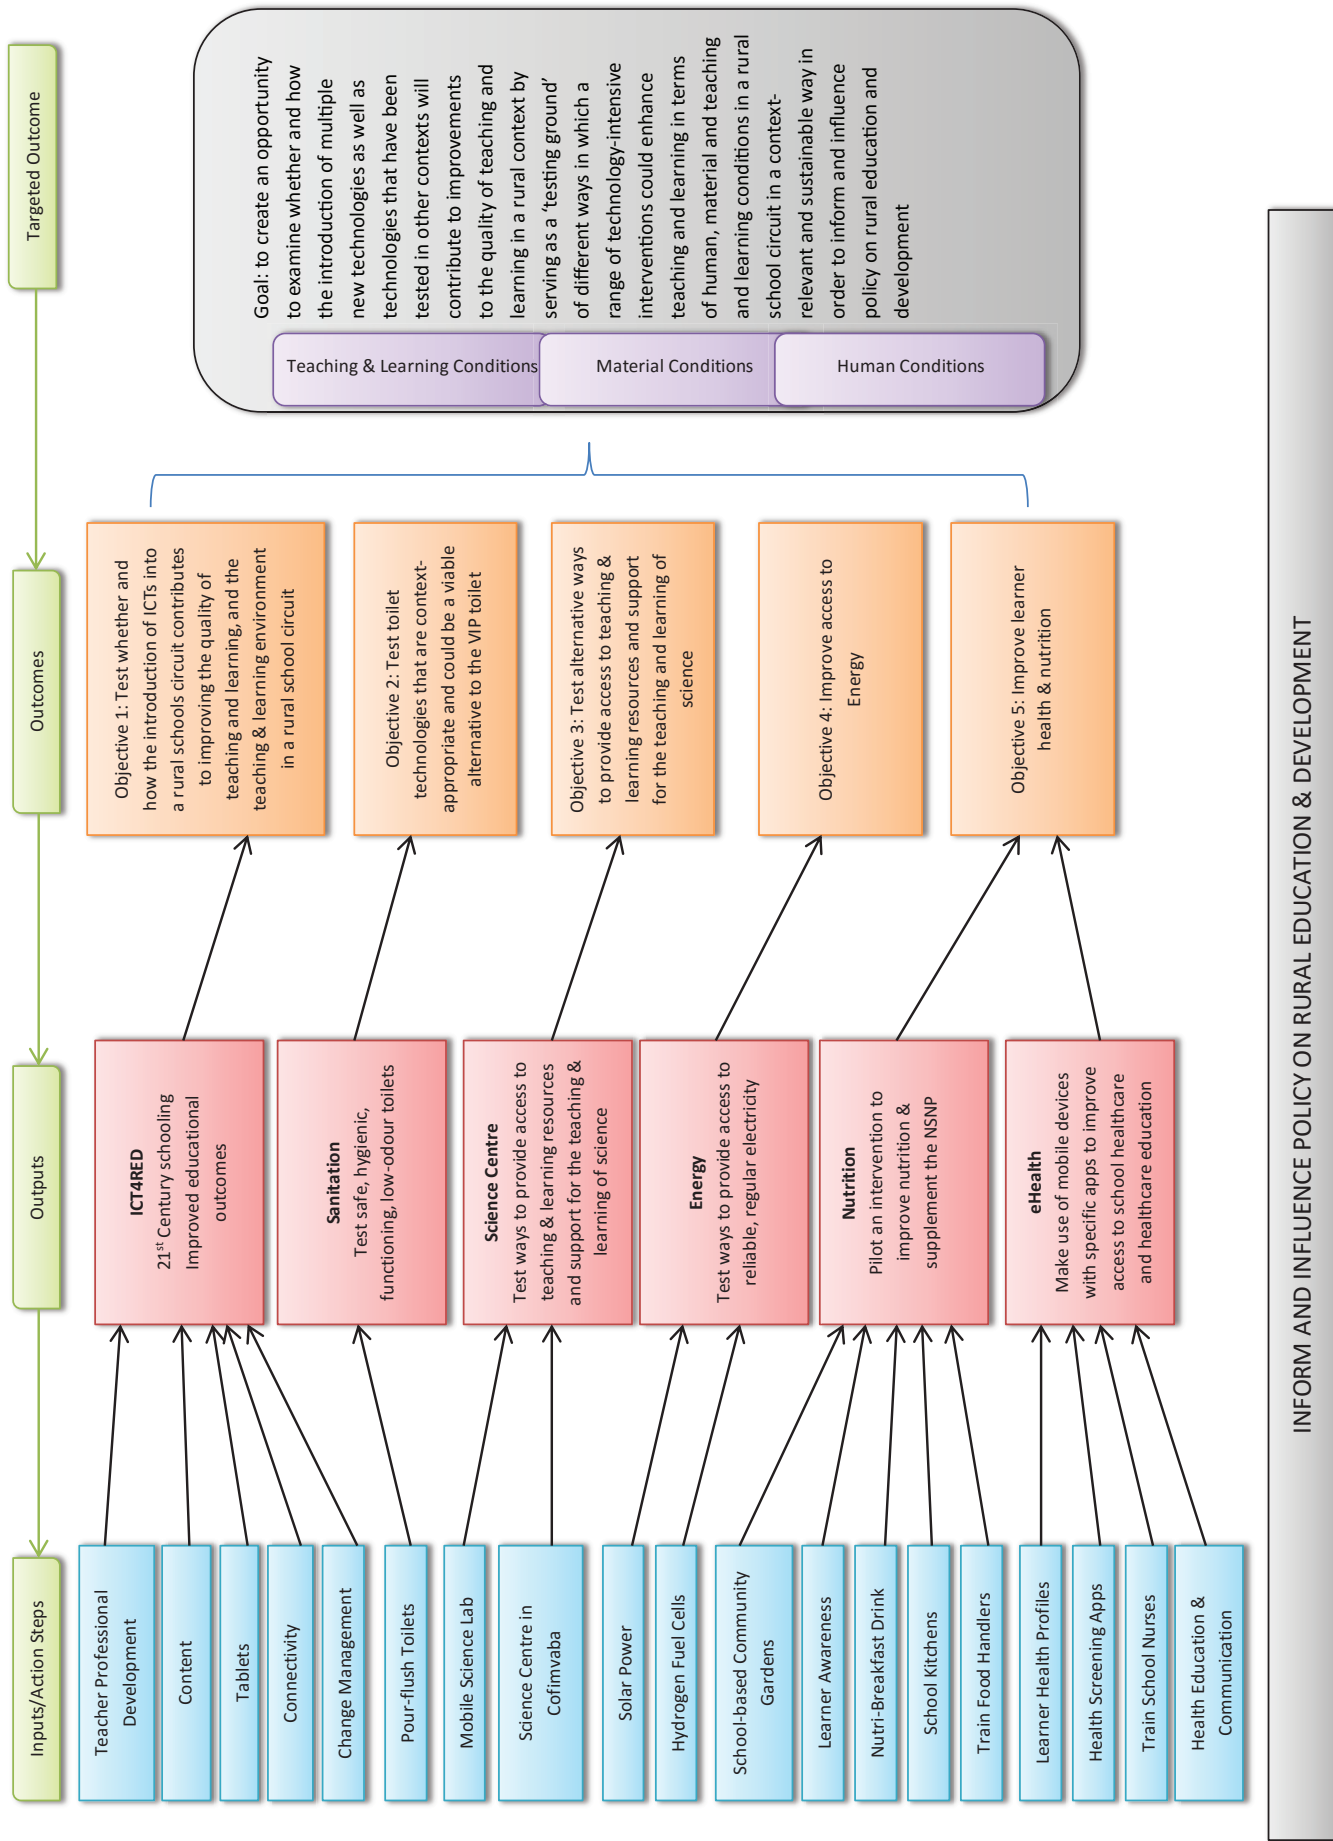 Inputs/Action Steps
Outputs
Outcomes
Targeted Outcome
Teacher Professional
Development
Content
Tablets
Connectivity
Change Management
Pour-flush Toilets
Mobile Science Lab
Science Centre in
Cofimvaba
Solar Power
Hydrogen Fuel Cells
School-based Community
Gardens
Learner Awareness
Nutri-Breakfast Drink
School Kitchens
Train Food Handlers
Learner Health Profiles
Health Screening Apps
Train School Nurses
Health Education &
Communication
ICT4RED
21st Century schooling
Improved educational
outcomes
Sanitation
Test safe, hygienic,
functioning, low-odour toilets
Science Centre
Test ways to provide access to
teaching & learning resources
and support for the teaching &
learning of science
Energy
Test ways to provide access to
reliable, regular electricity
Nutrition
Pilot an intervention to
improve nutrition &
supplement the NSNP
eHealth
Make use of mobile devices
with specific apps to improve
access to school healthcare
and healthcare education
Objective 1: Test whether and
how the introduction of ICTs into
a rural schools circuit contributes
to improving the quality of
teaching and learning, and the
teaching & learning environment
in a rural school circuit
Objective 2: Test toilet
technologies that are context-
appropriate and could be a viable
alternative to the VIP toilet
Objective 3: Test alternative ways
to provide access to teaching &
learning resources and support
for the teaching and learning of
science
Objective 4: Improve access to
Energy
Objective 5: Improve learner
health & nutrition
Teaching & Learning Conditions
Material Conditions
Human Conditions
Goal: to create an opportunity
to examine whether and how
the introduction of multiple
new technologies as well as
technologies that have been
tested in other contexts will
contribute to improvements
to the quality of teaching and
learning in a rural context by
serving as a ‘testing ground’
of different ways in which a
range of technology-intensive
interventions could enhance
teaching and learning in terms
of human, material and teaching
and learning conditions in a rural
school circuit in a context-
relevant and sustainable way in
order to inform and influence
policy on rural education and
development
INFORM AND INFLUENCE POLICY ON RURAL EDUCATION & DEVELOPMENT